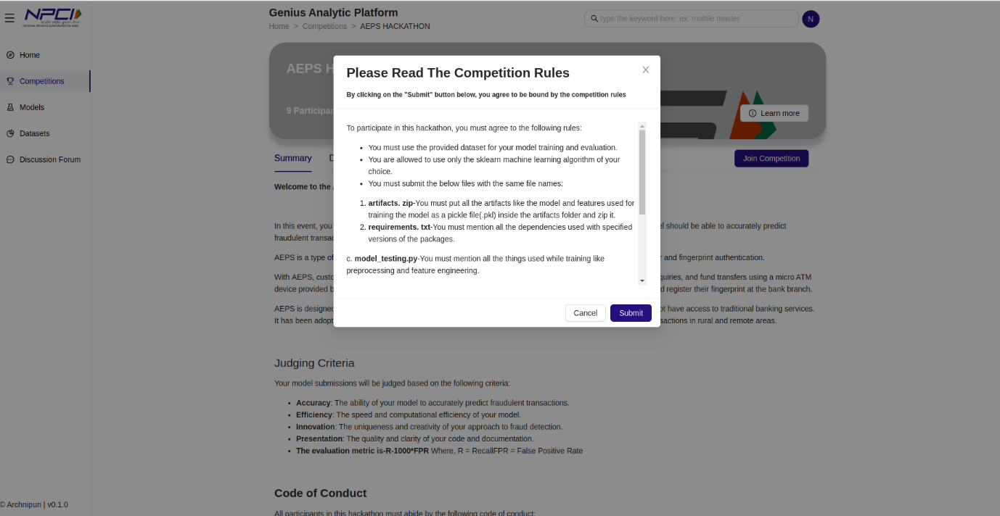 NPCI
NATIONAL PAYMENTS CORPORATION OF INDIA
Home
Competitions
Models
Datasets
Discussion Forum
© Archnipun | v0.1.0
Genius Analytic Platform
Home > Competitions > AEPS HACKATHON
type the keyword here. ex: mobile master
N
AEPS H
9 Participan
Learn more
Summary D
Join Competition
Please Read The Competition Rules
By clicking on the "Submit" button below, you agree to be bound by the competition rules
To participate in this hackathon, you must agree to the following rules:
• You must use the provided dataset for your model training and evaluation.
• You are allowed to use only the sklearn machine learning algorithm of your
choice.
• You must submit the below files with the same file names:
1. artifacts. zip-You must put all the artifacts like the model and features used for
training the model as a pickle file(.pkl) inside the artifacts folder and zip it.
2. requirements. txt-You must mention all the dependencies used with specified
versions of the packages.
c. model_testing.py-You must mention all the things used while training like
preprocessing and feature engineering.
Cancel
Submit
Welcome to the
In this event, you el should be able to accurately predict
fraudulent transac
AEPS is a type of r and fingerprint authentication.
With AEPS, custo quiries, and fund transfers using a micro ATM
device provided b d register their fingerprint at the bank branch.
AEPS is designed ot have access to traditional banking services.
It has been adopt sactions in rural and remote areas.
Judging Criteria
Your model submissions will be judged based on the following criteria:
• Accuracy: The ability of your model to accurately predict fraudulent transactions.
• Efficiency: The speed and computational efficiency of your model.
• Innovation: The uniqueness and creativity of your approach to fraud detection.
• Presentation: The quality and clarity of your code and documentation.
• The evaluation metric is-R-1000*FPR Where, R = RecallFPR = False Positive Rate
Code of Conduct
All participants in this hackathon must abide by the following code of conduct: